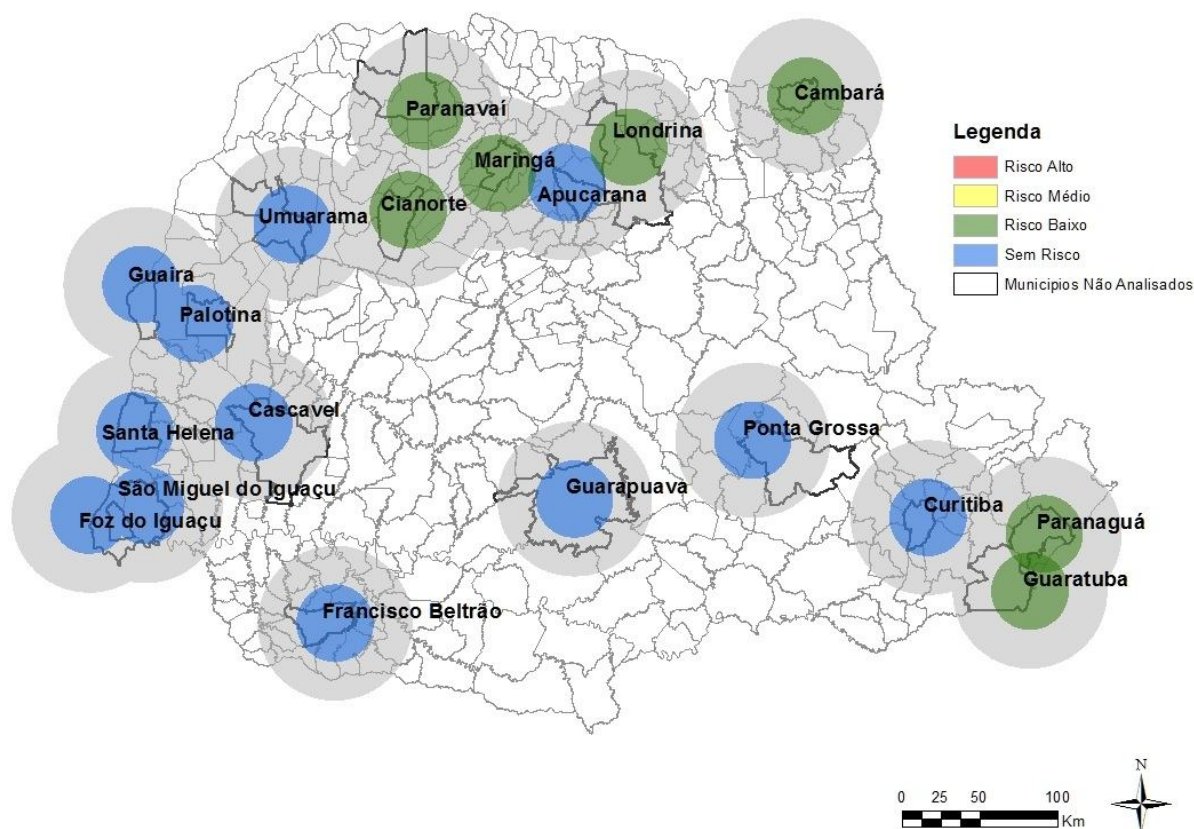 Cambará
Paranavaí
Londrina
Maringá
Apucarana
Cianorte
Umuarama
Guaira
Palotina
Cascavel
Santa Helena
Ponta Grossa
São Miguel do Iguaçu
Guarapuava
Foz do Iguaçu
Curitiba
Paranaguá
Guaratuba
Francisco Beltrão
Legenda
Risco Alto
Risco Médio
Risco Baixo
Sem Risco
Municipios Não Analisados
N
0 25 50 100
Km